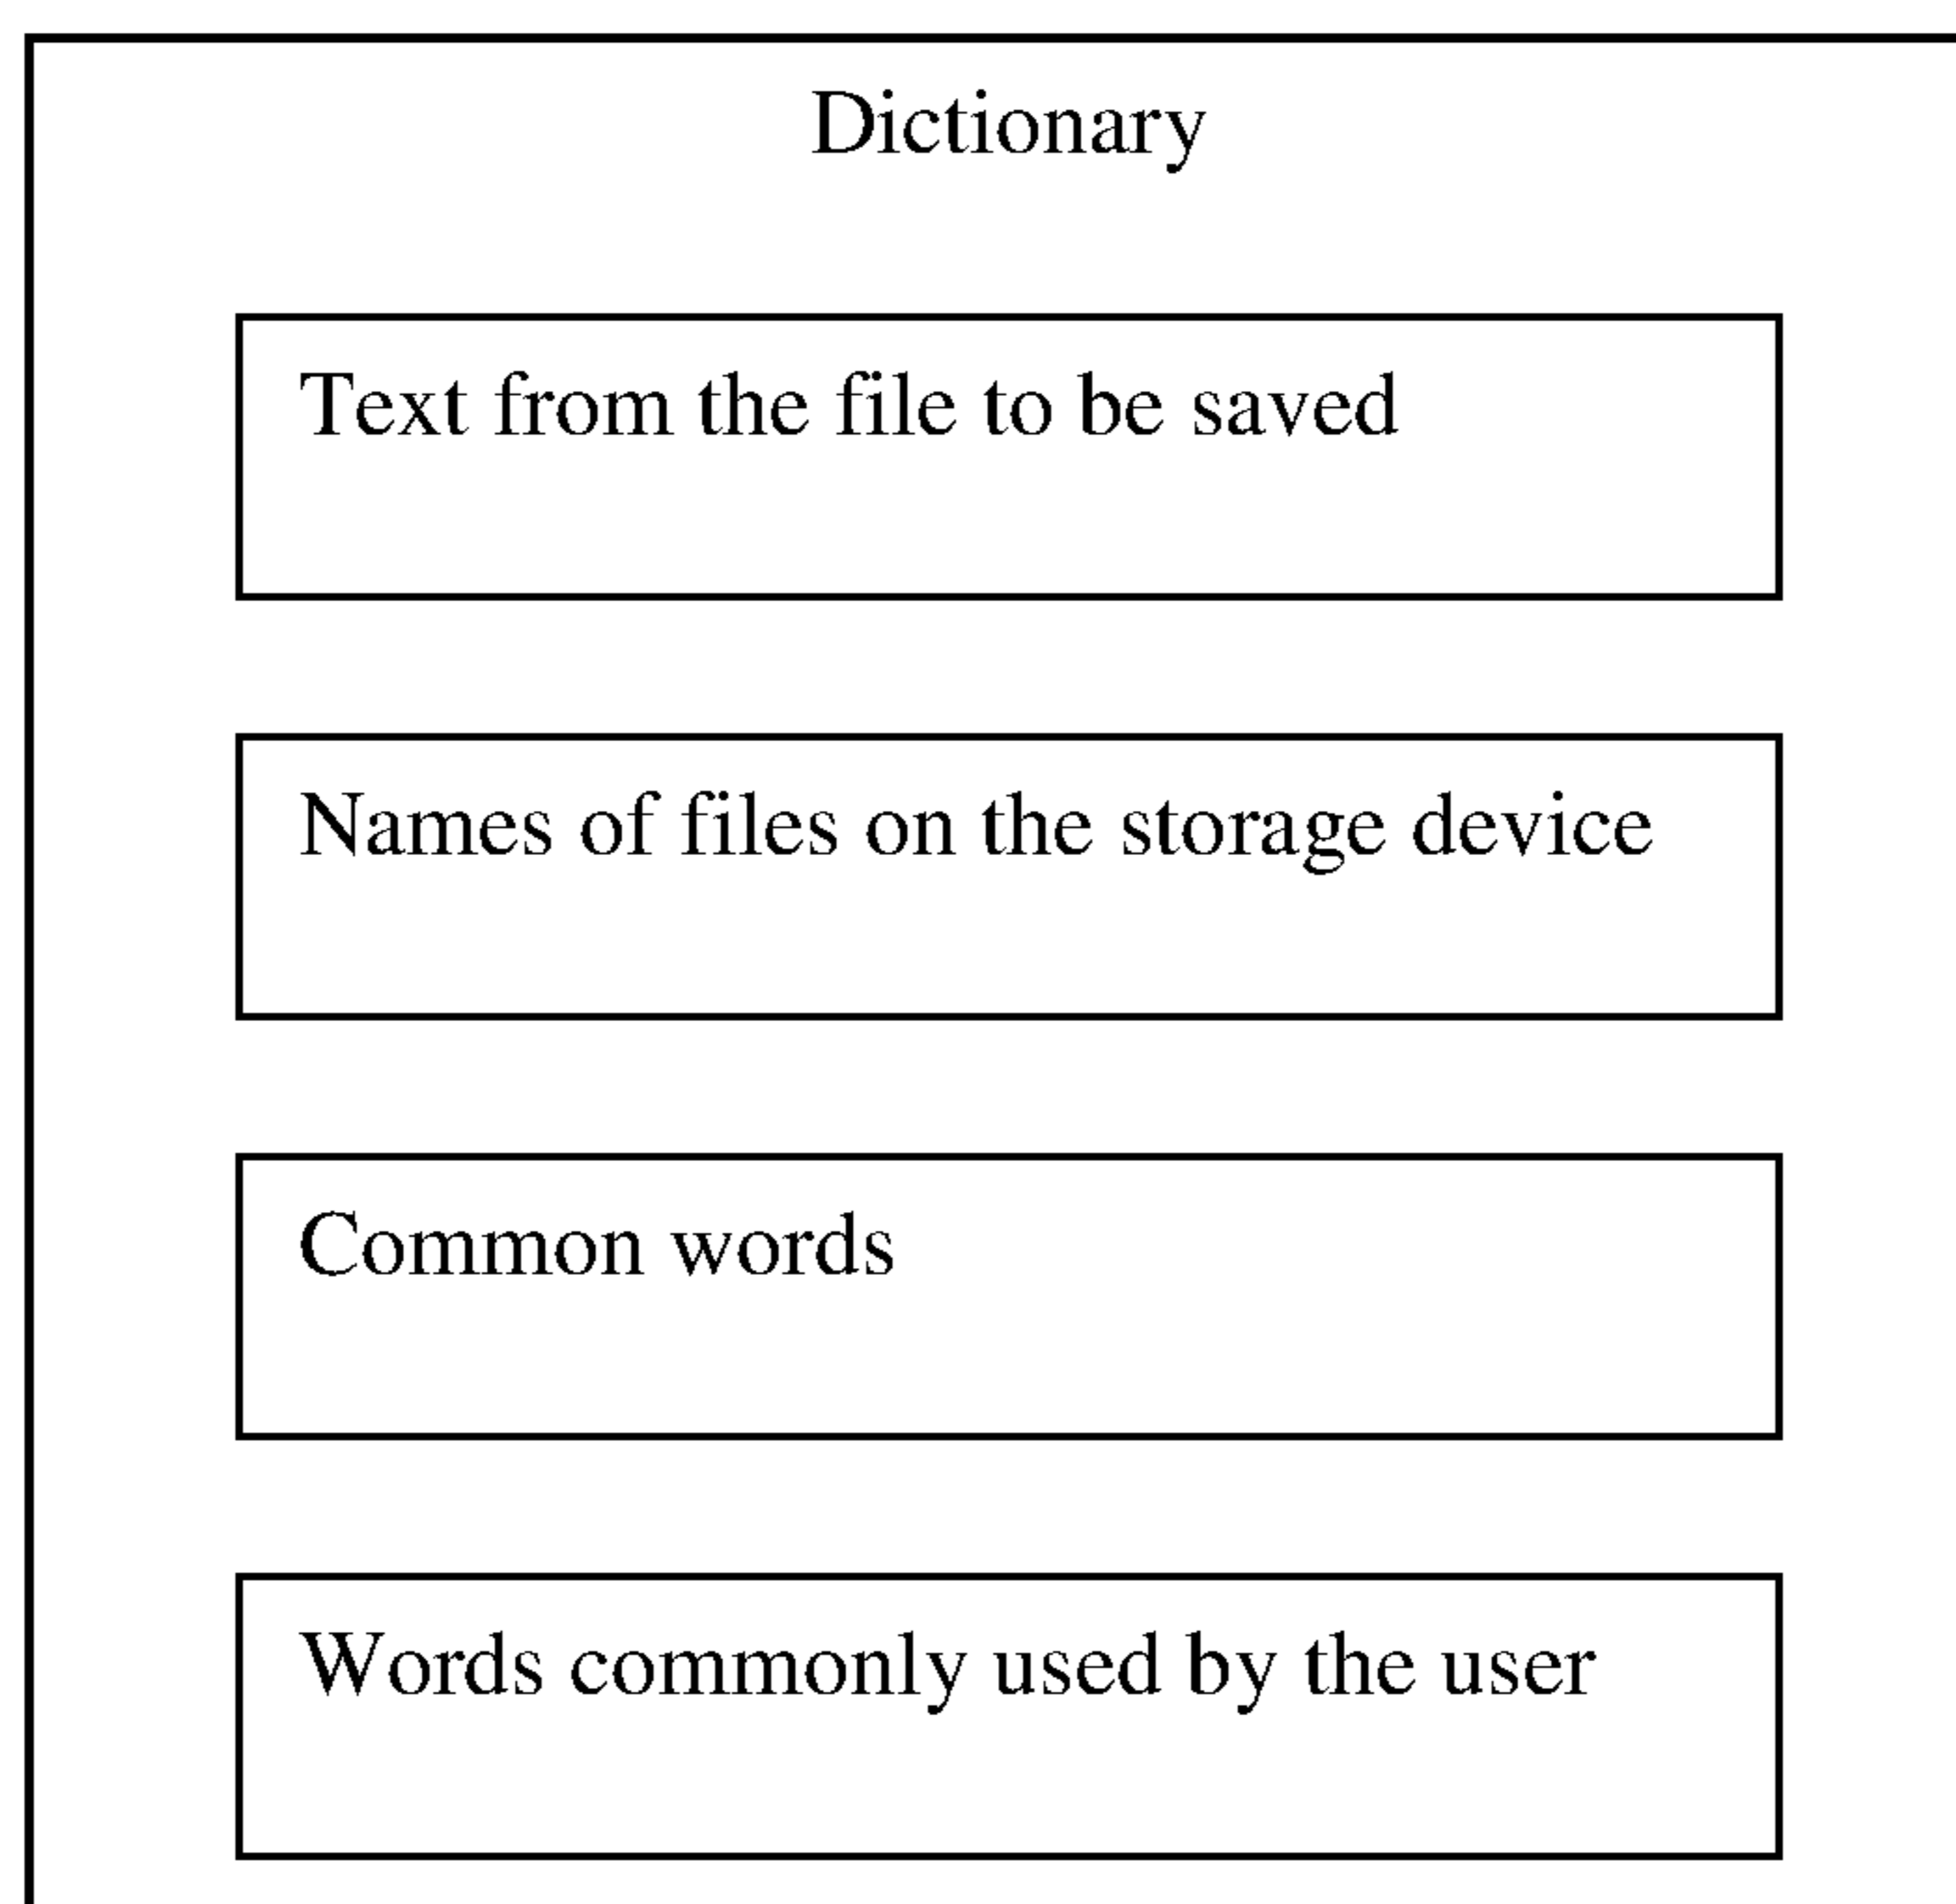 Dictionary
Text from the file to be saved
Names of files on the storage device
Common words
Words commonly used by the user